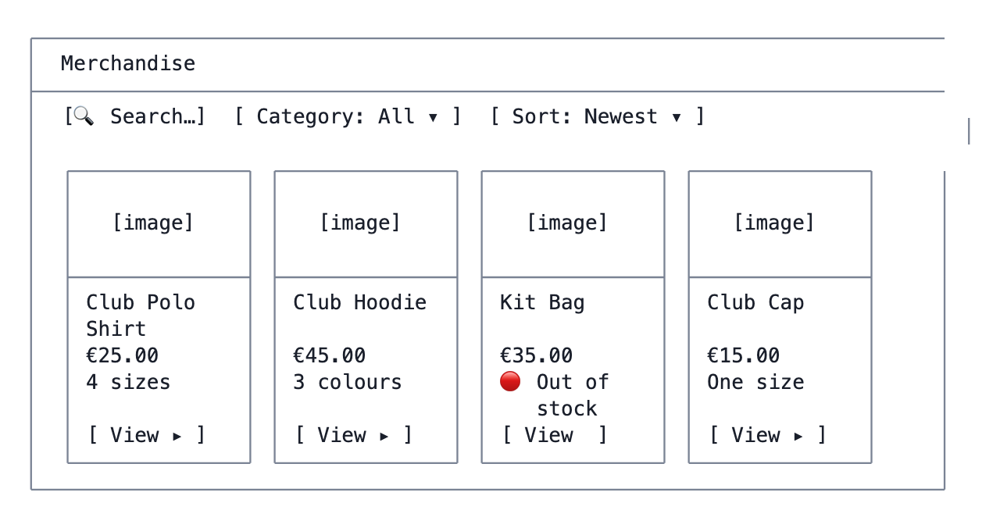 Merchandise
[🔍 Search…] [ Category: All ▾ ] [ Sort: Newest ▾ ]
[image] [image] [image] [image]
Club Polo Club Hoodie Kit Bag Club Cap
Shirt
€25.00 €45.00 €35.00 €15.00
4 sizes 3 colours 🔴 Out of One size
stock
[ View ▸ ] [ View ▸ ] [ View ] [ View ▸ ]